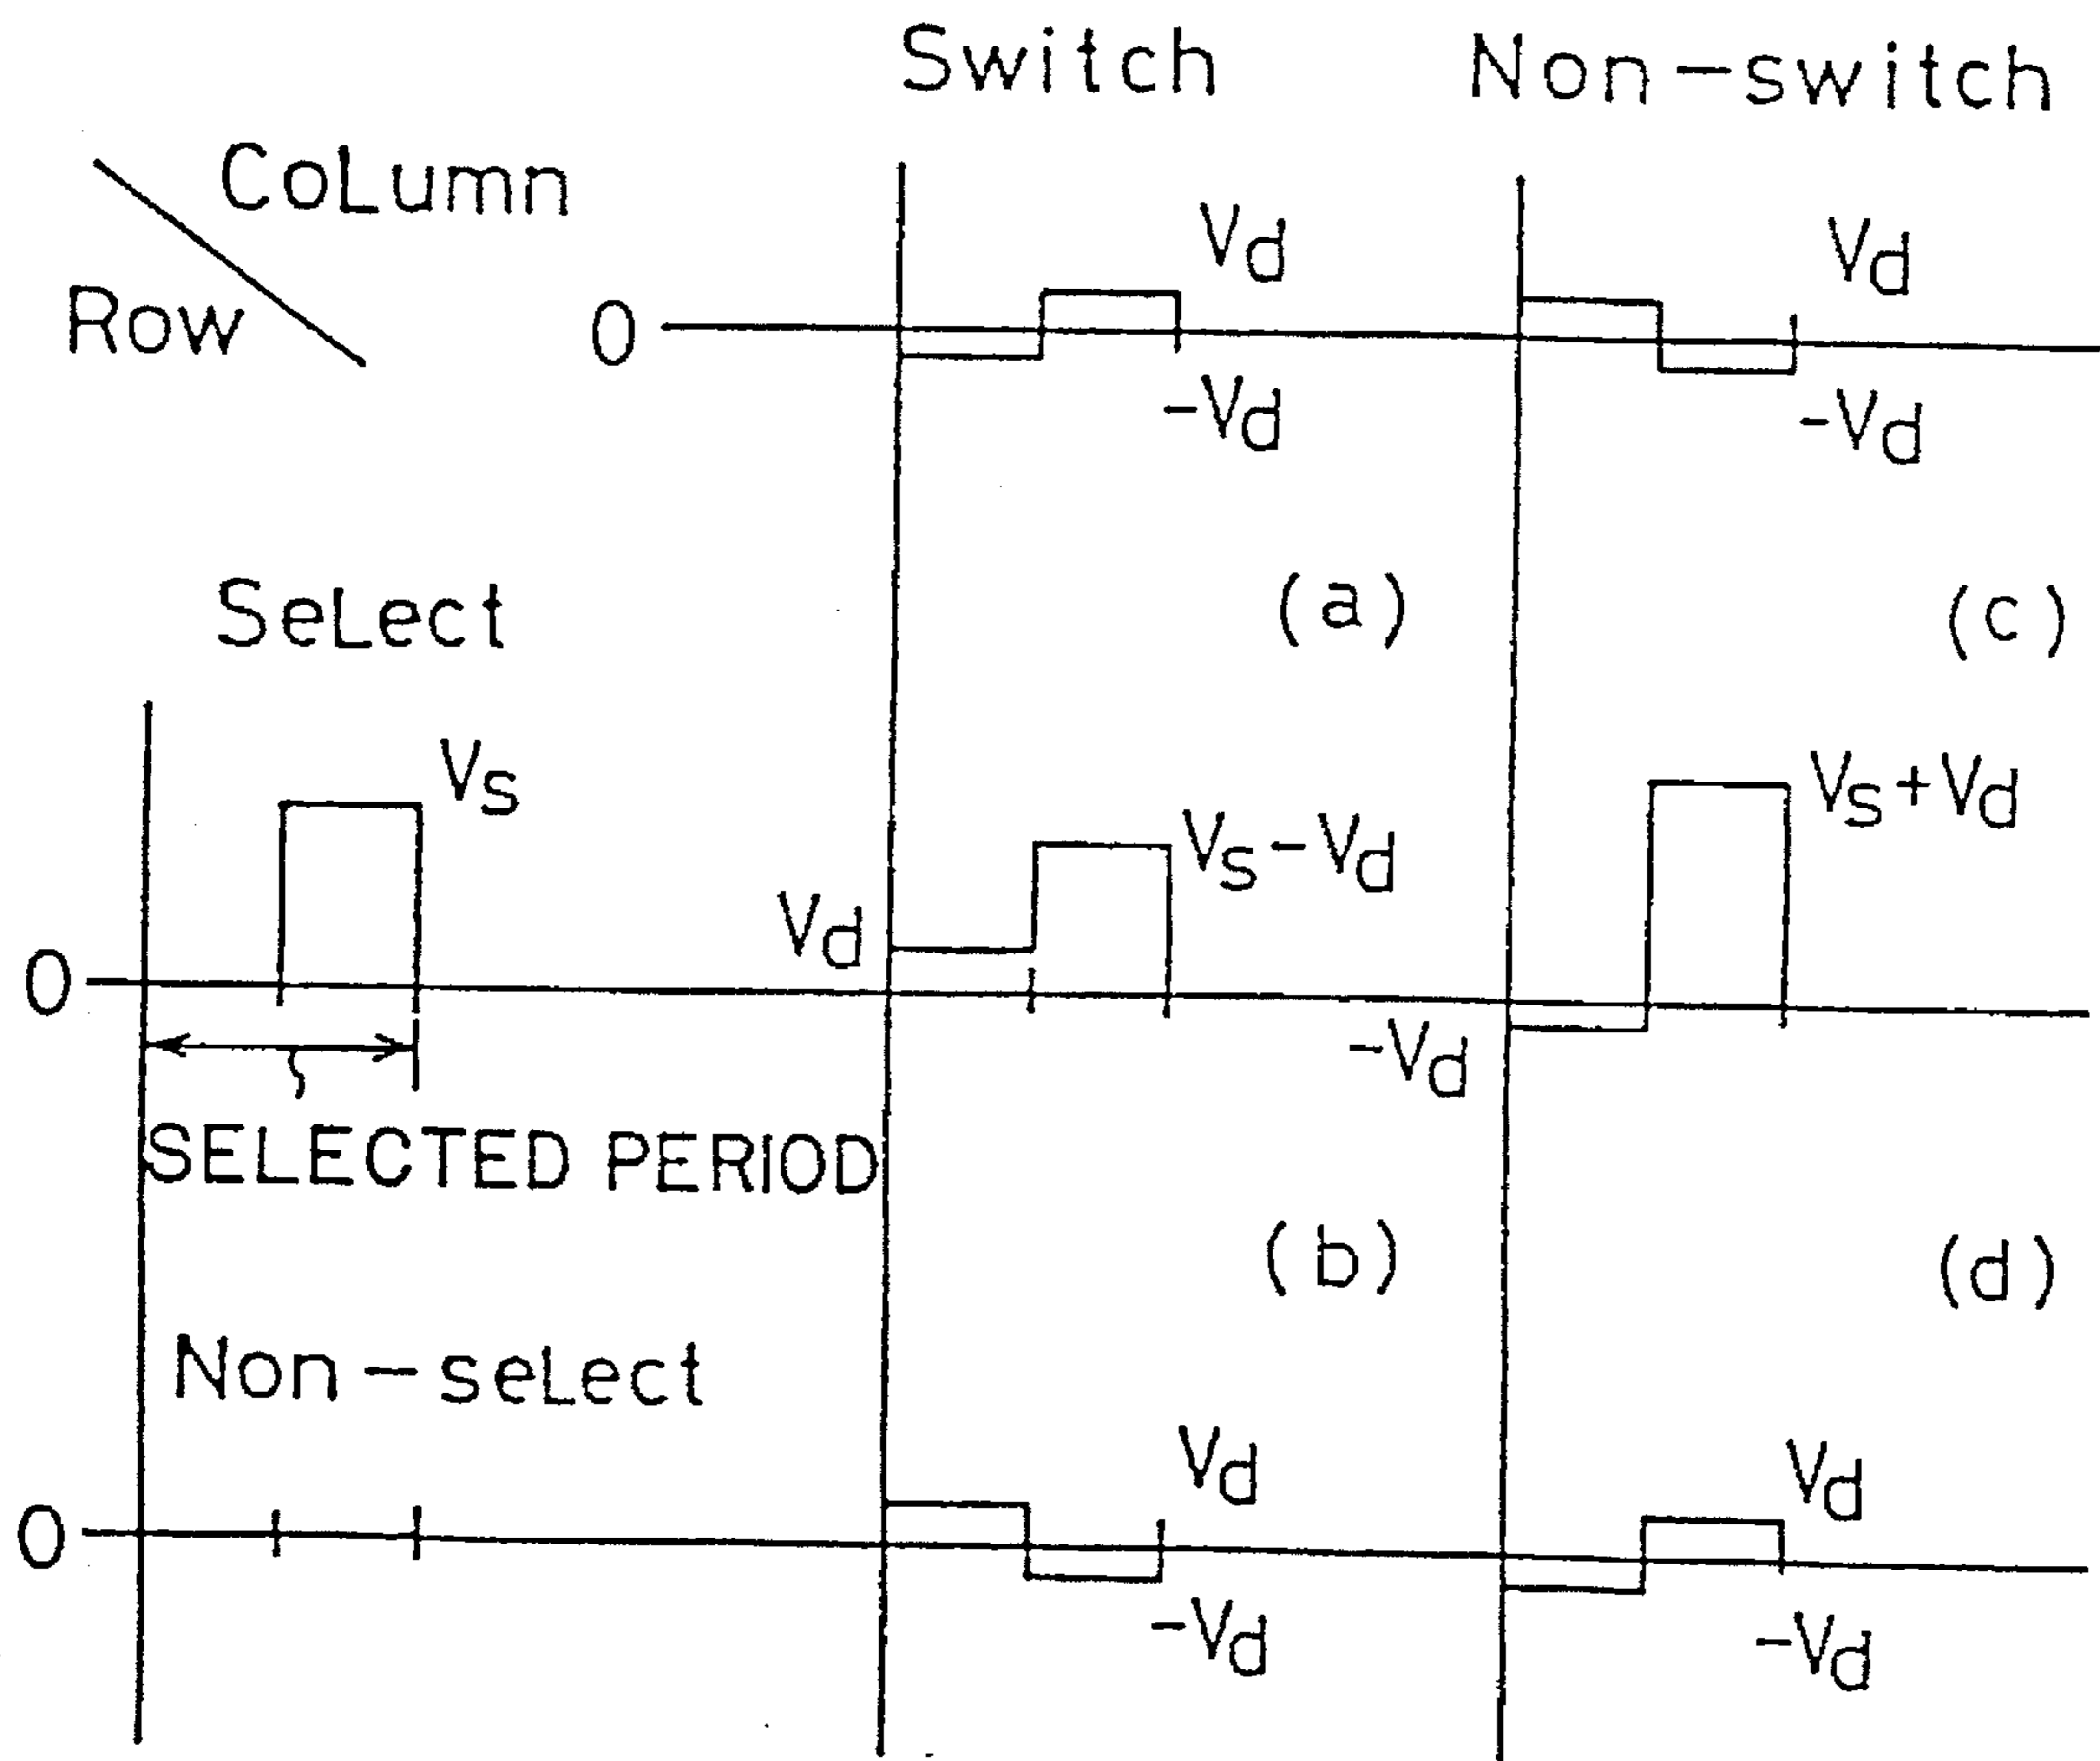 Switch Non-switch
CoLumn
Row
0
Vd Vd
-Vd -Vd
SeLect (a) (c)
Vs
Vs-Vd Vs+Vd
Vd
0
-Vd
SELECTED PERIOD
(b) (d)
Non-seLect
Vd Vd
0
-Vd -Vd